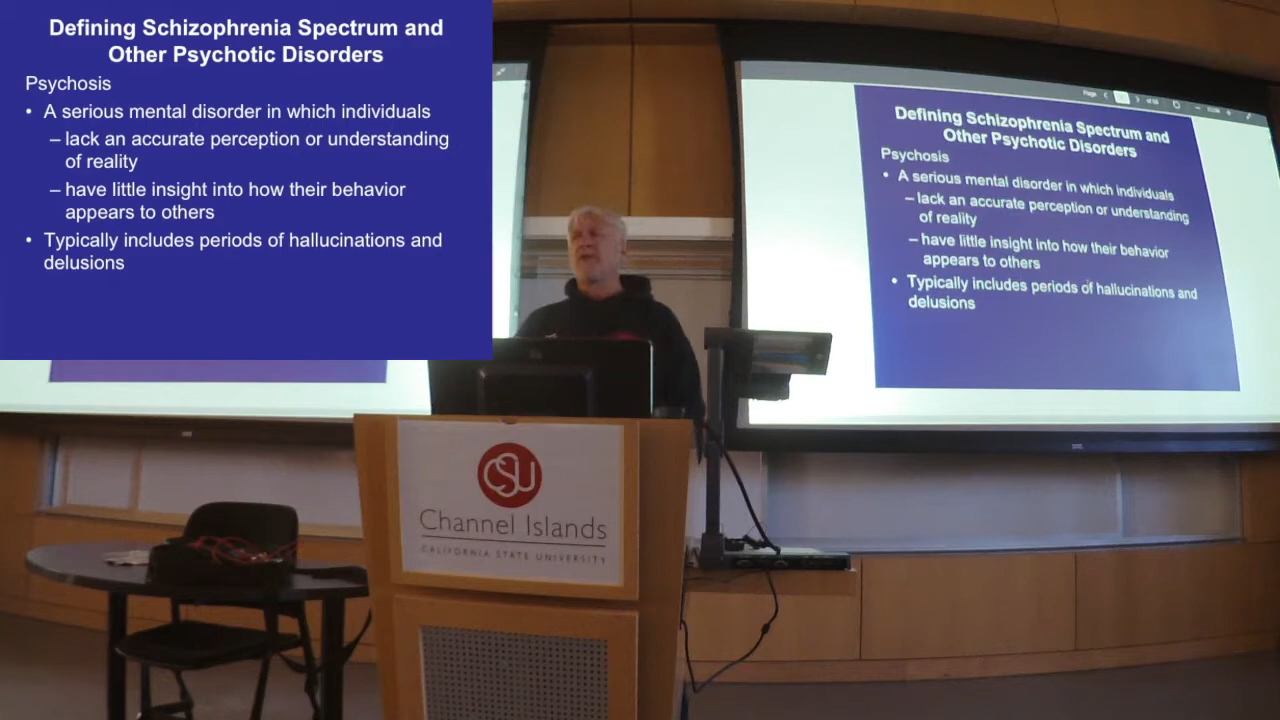 Defining Schizophrenia Spectrum and
Other Psychotic Disorders
Psychosis
• A serious mental disorder in which individuals
– lack an accurate perception or understanding
of reality
– have little insight into how their behavior
appears to others
• Typically includes periods of hallucinations and
delusions
Page
Defining Schizophrenia Spectrum and
Other Psychotic Disorders
Psychosis
• A serious mental disorder in which individuals
– lack an accurate perception or understanding
of reality
– have little insight into how their behavior
appears to others
• Typically includes periods of hallucinations and
delusions
CSU
Channel Islands
CALIFORNIA STATE UNIVERSITY